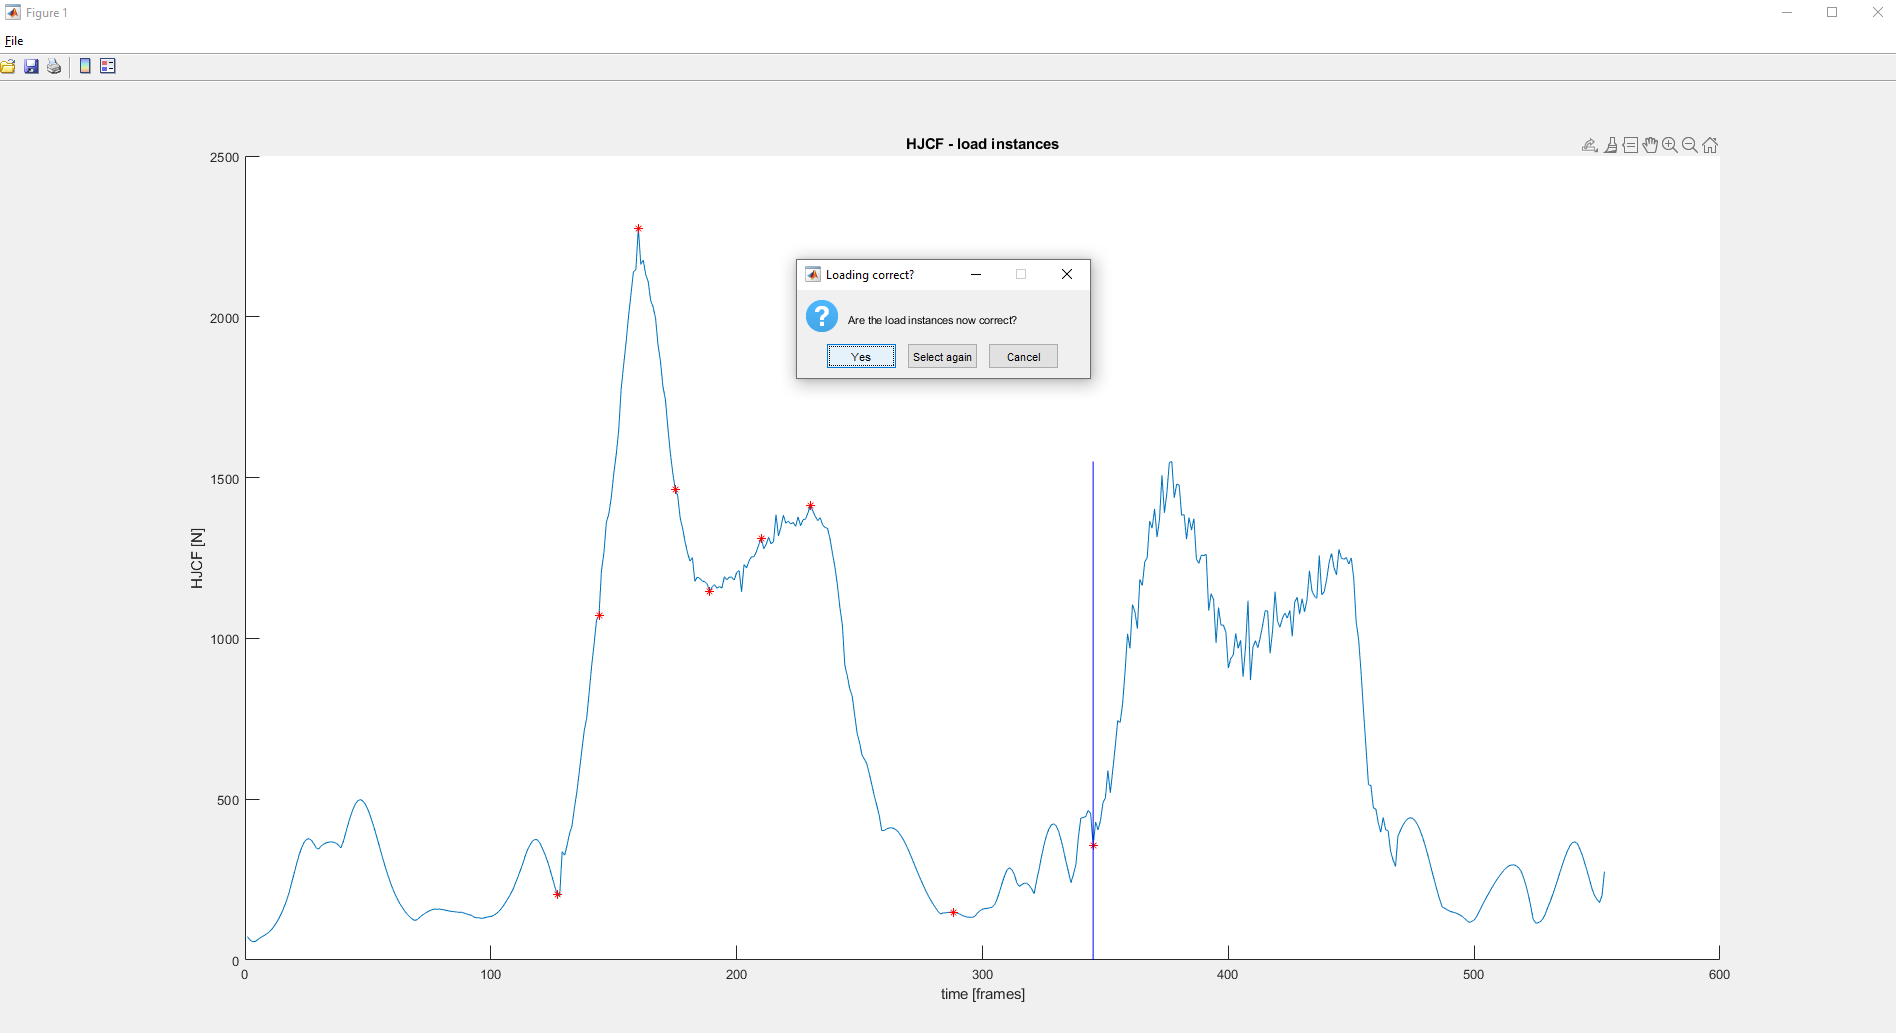 Figure 1
File
HJCF - load instances
2500
2000
1500
1000
500
0
HJCF [N]
Loading correct?
Are the load instances now correct?
Yes
Select again
Cancel
0 100 200 300 400 500 600
time [frames]